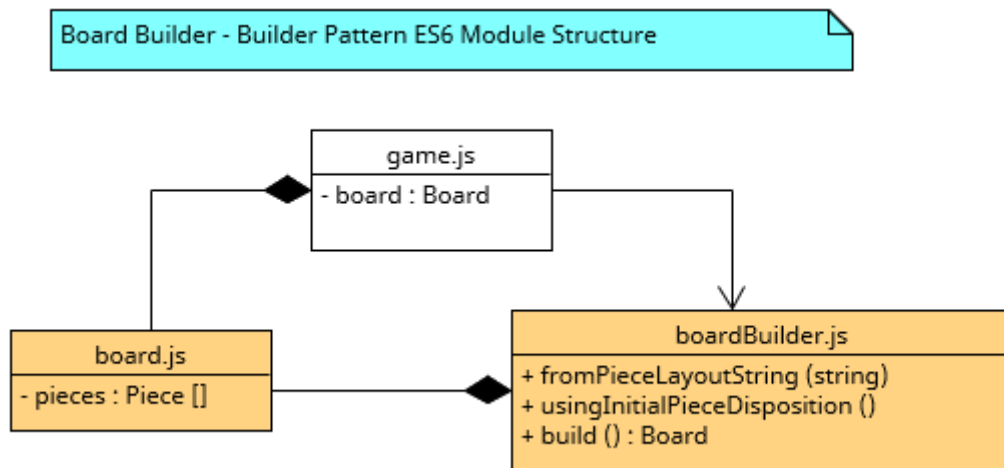 Board Builder - Builder Pattern ES6 Module Structure
game.js
- board : Board
board.js
- pieces : Piece []
boardBuilder.js
+ fromPieceLayoutString (string)
+ usingInitialPieceDisposition ()
+ build () : Board